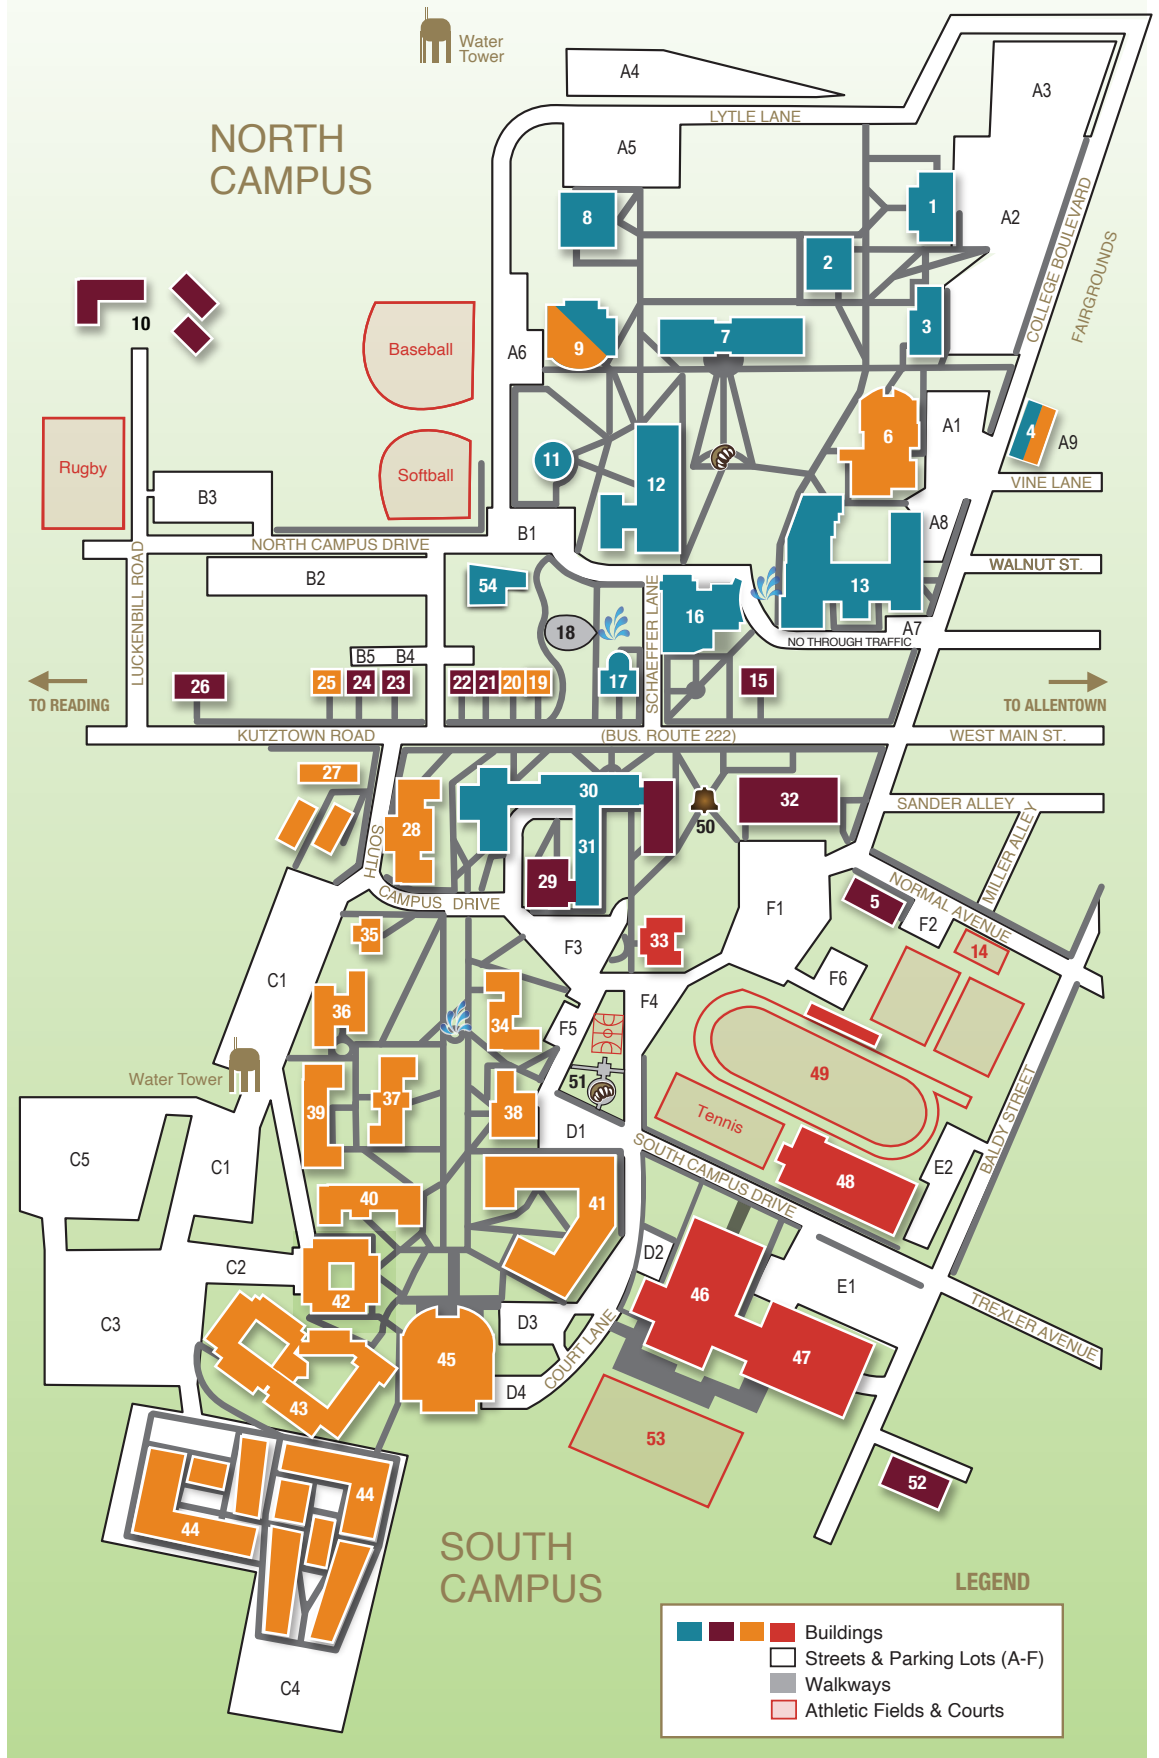 Water
Tower
A4
A3
LYTLE LANE
NORTH
CAMPUS
A5
1
8
A2
COLLEGE BOULEVARD
FAIRGROUNDS
2
10
3
7
Baseball
9
A6
4
A1
6
A9
11
Rugby
Softball
12
VINE LANE
B3
A8
B1
NORTH CAMPUS DRIVE
WALNUT ST.
B2
LUCKENBILL ROAD
54
13
SCHAEFFER LANE
16
18
A7
NO THROUGH TRAFFIC
B5
B4
26
25
24
23
22
21
20
19
17
15
TO READING
TO ALLENTOWN
KUTZTOWN ROAD
(BUS. ROUTE 222)
WEST MAIN ST.
27
30
32
SANDER ALLEY
MILLER ALLEY
28
50
31
SOUTH
CAMPUS DRIVE
29
NORMAL AVENUE
5
F1
F2
35
F3
33
14
C1
F6
36
F4
34
F5
49
Water Tower
51
37
39
38
Tennis
BALDY STREET
D1
SOUTH CAMPUS DRIVE
C5
C1
E2
48
40
41
D2
C2
42
E1
46
C3
D3
TREXLER AVENUE
45
COURT LANE
47
D4
43
53
52
44
44
SOUTH
CAMPUS
C4
LEGEND
Buildings
Streets & Parking Lots (A-F)
Walkways
Athletic Fields & Courts